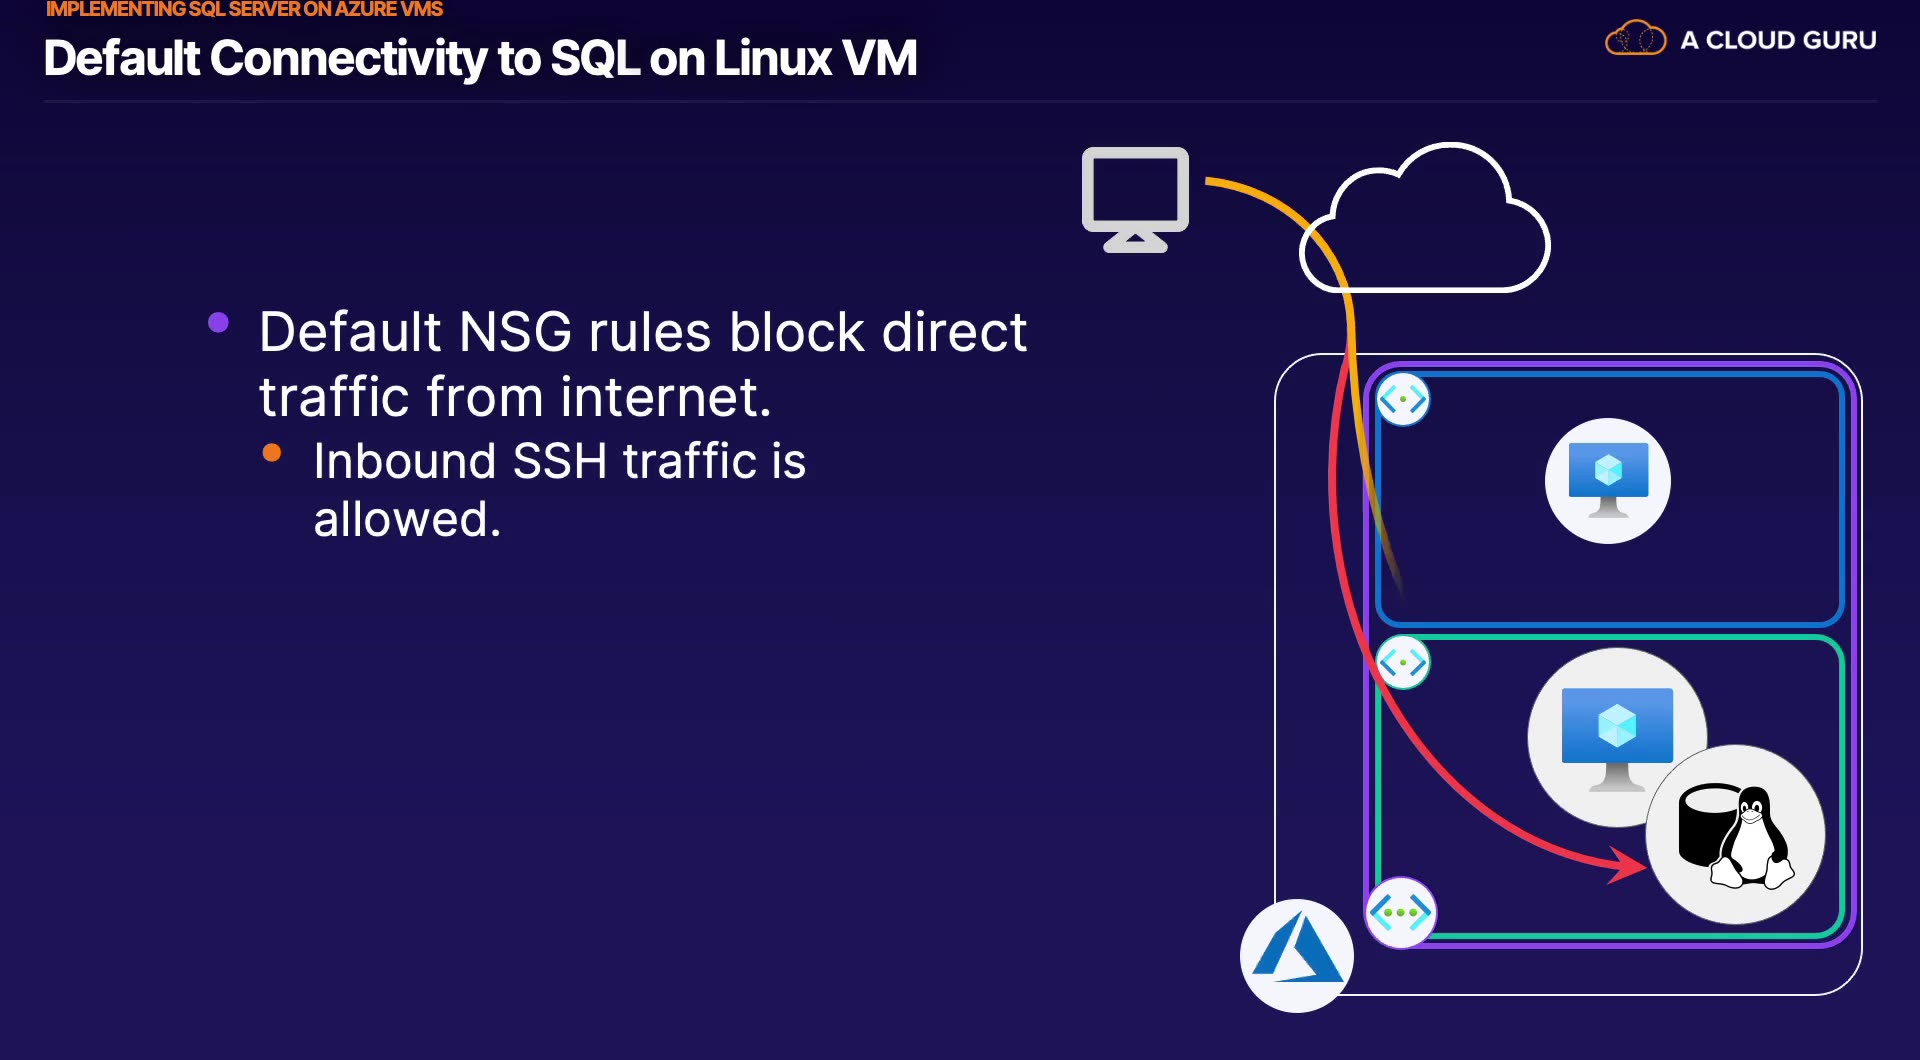 IMPLEMENTING SQL SERVER ON AZURE VMS
Default Connectivity to SQL on Linux VM
A CLOUD GURU
Default NSG rules block direct
traffic from internet.
Inbound SSH traffic is
allowed.